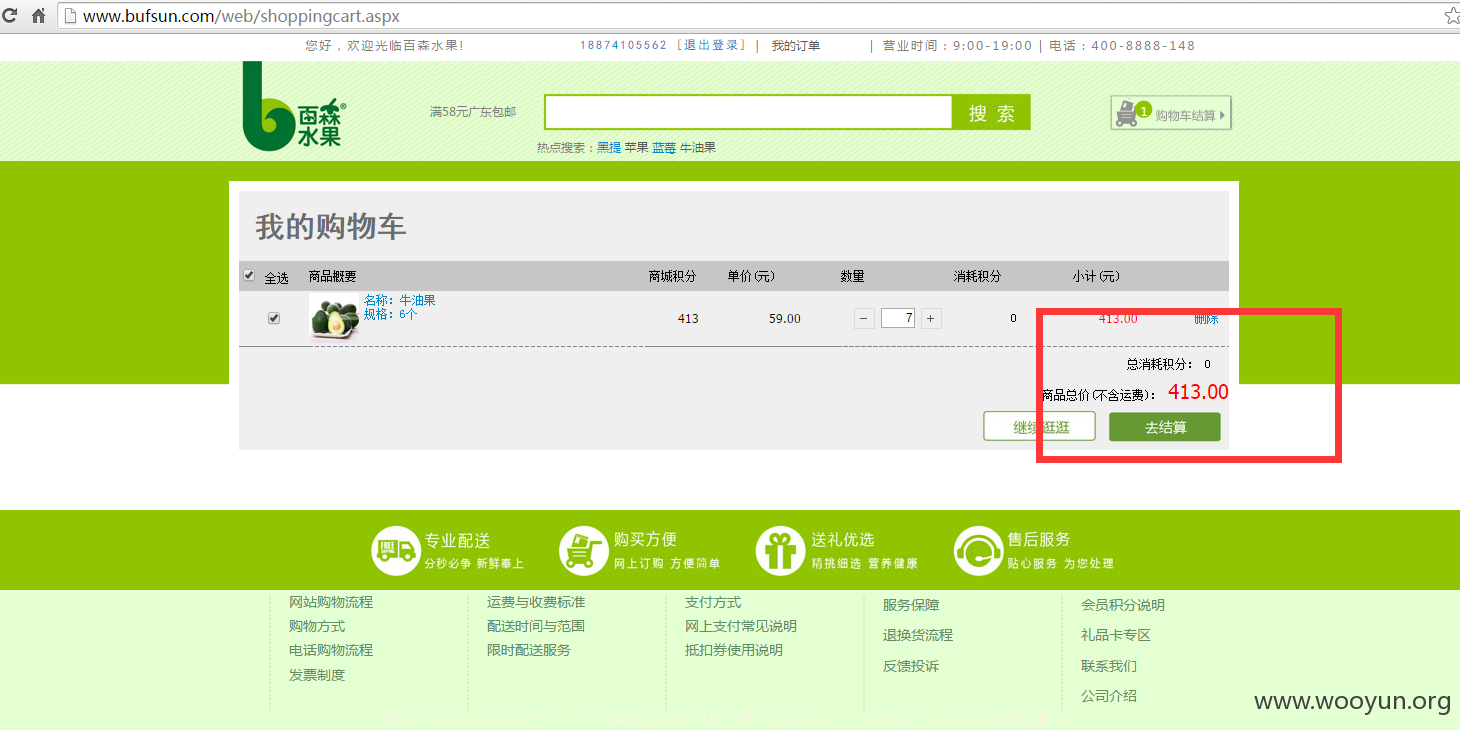 www.bufsun.com/web/shoppingcart.aspx
您好，欢迎光临百森水果!
18874105562 [退出登录] | 我的订单 | 营业时间：9:00-19:00 | 电话：400-8888-148
百森®
水果
满58元广东包邮
搜 索
1 购物车结算
热点搜索：黑提 苹果 蓝莓 牛油果
我的购物车
全选 商品概要 商城积分 单价(元) 数量 消耗积分 小计(元)
名称：牛油果
规格：6个
413 59.00 − 7 + 0 413.00 删除
总消耗积分： 0
商品总价(不含运费)： 413.00
继续逛逛 去结算
专业配送
分秒必争 新鲜奉上
购买方便
网上订购 方便简单
送礼优选
精挑细选 营养健康
售后服务
贴心服务 为您处理
FREE
网站购物流程
购物方式
电话购物流程
发票制度
运费与收费标准
配送时间与范围
限时配送服务
支付方式
网上支付常见说明
抵扣券使用说明
服务保障
退换货流程
反馈投诉
会员积分说明
礼品卡专区
联系我们
公司介绍
www.wooyun.org